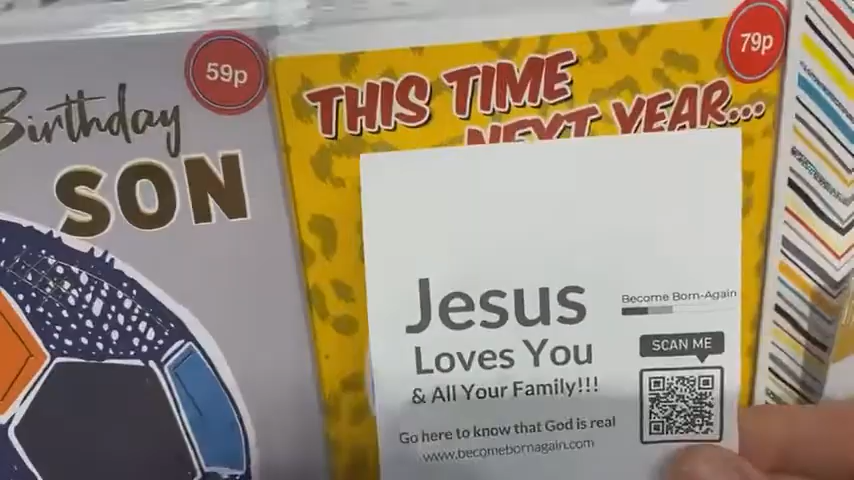 Birthday
SON
59p
THIS TIME
NEXT YEAR...
79p
Jesus
Loves You
& All Your Family!!!
Go here to know that God is real
www.becomebornagain.com
Become Born-Again
SCAN ME